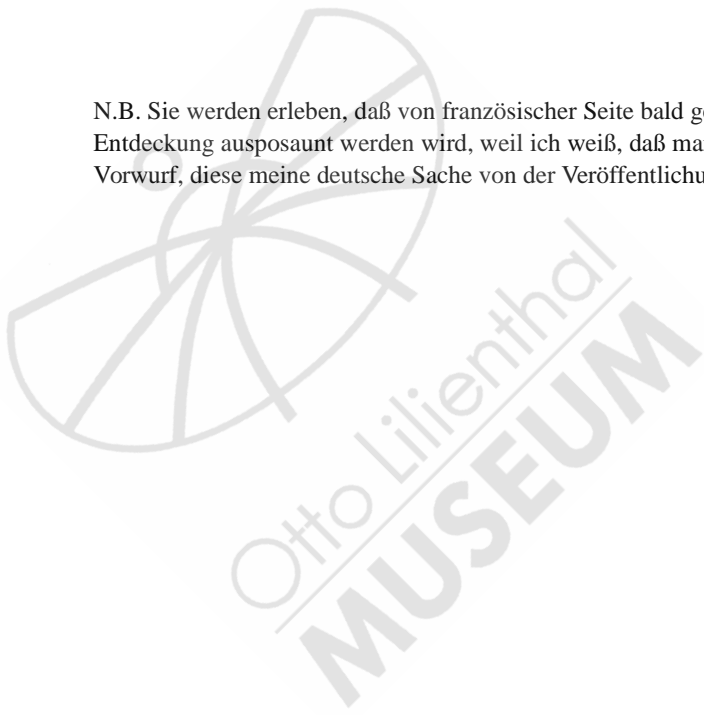 N.B. Sie werden erleben, daß von französischer Seite bald
Entdeckung ausposaunt werden wird, weil ich weiß, daß
Vorwurf, diese meine deutsche Sache von der
Otto Lilienthal
MUSEUM